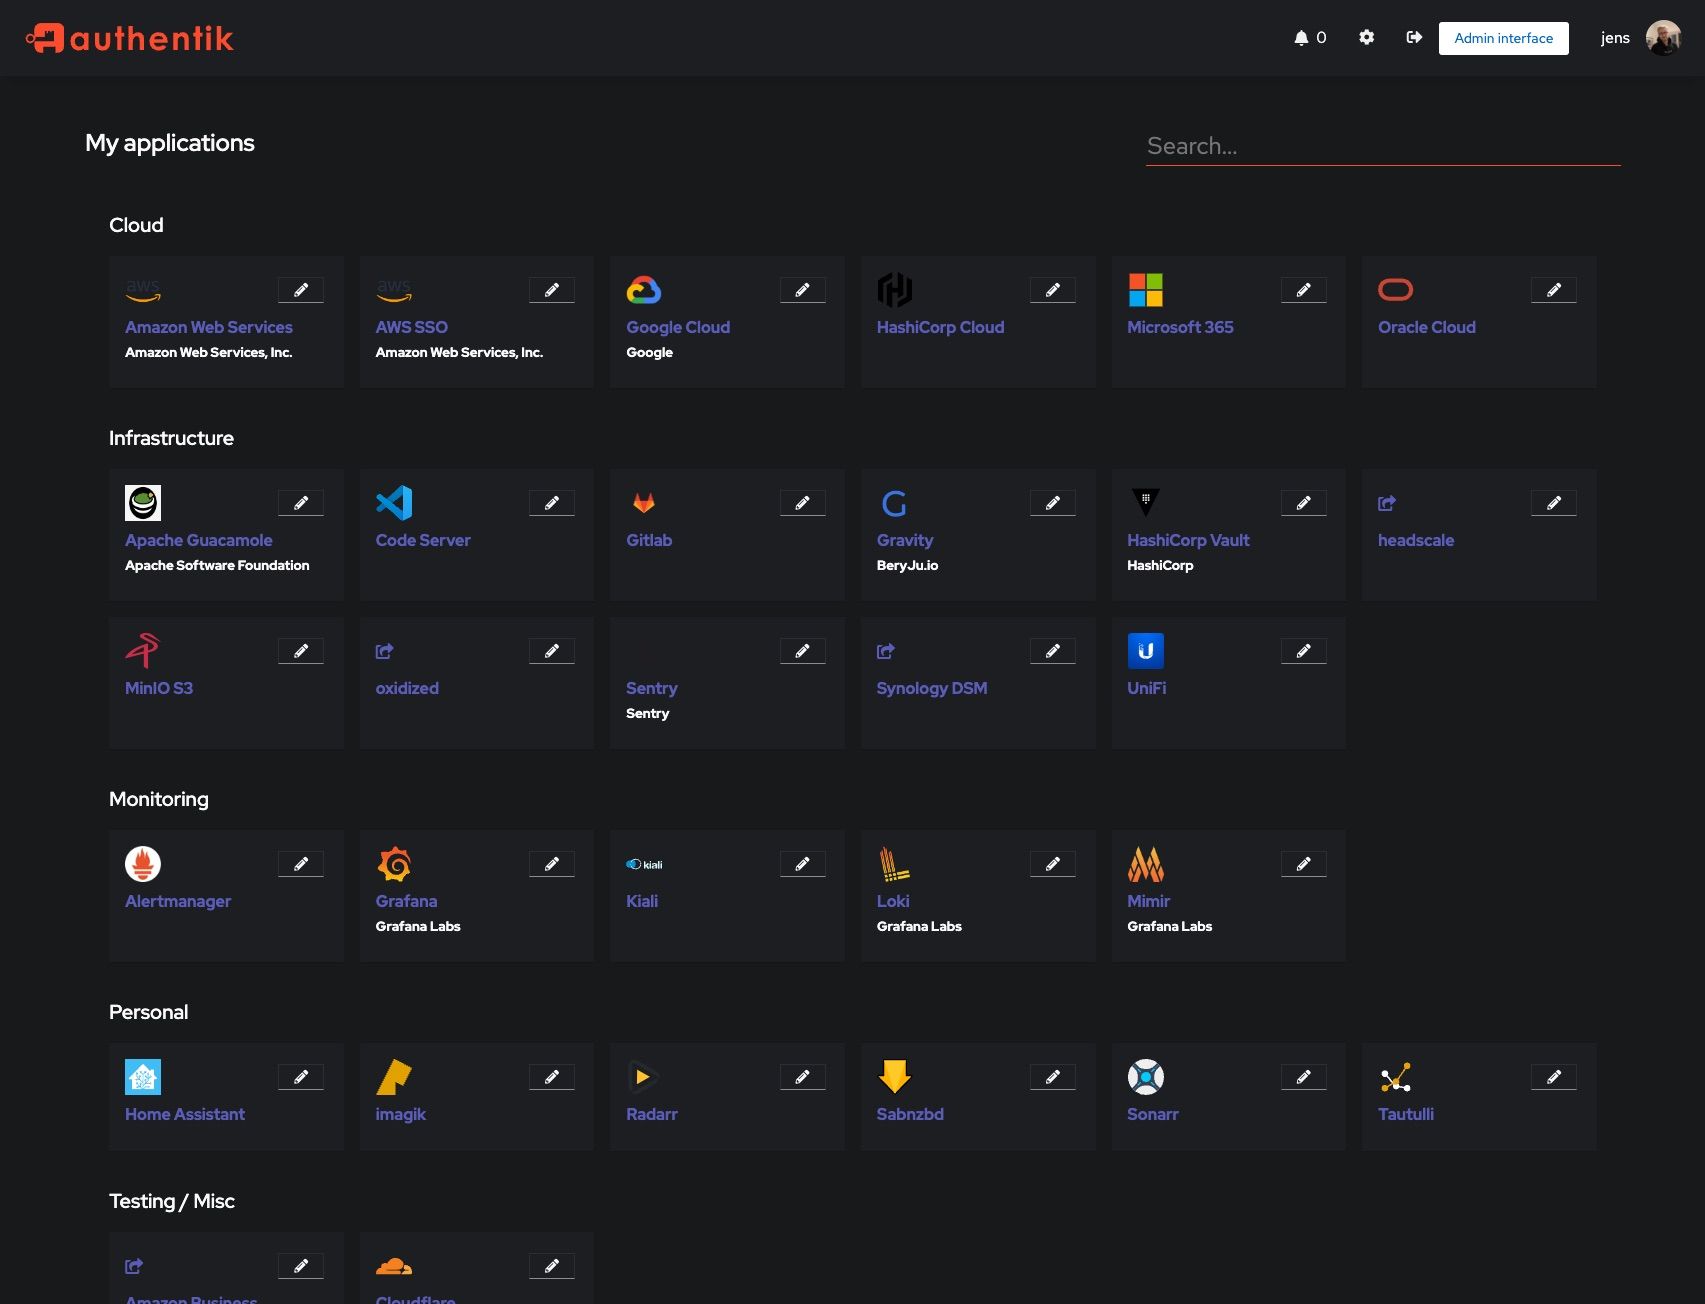 authentik
0
Admin interface
jens
My applications
Search...
Cloud
aws
aws
Amazon Web Services
AWS SSO
Google Cloud
HashiCorp Cloud
Microsoft 365
Oracle Cloud
Amazon Web Services, Inc.
Amazon Web Services, Inc.
Google
Infrastructure
Apache Guacamole
Code Server
Gitlab
Gravity
HashiCorp Vault
headscale
Apache Software Foundation
BeryJu.io
HashiCorp
MinIO S3
oxidized
Sentry
Synology DSM
UniFi
Sentry
Monitoring
kiali
Alertmanager
Grafana
Kiali
Loki
Mimir
Grafana Labs
Grafana Labs
Grafana Labs
Personal
Home Assistant
imagik
Radarr
Sabnzbd
Sonarr
Tautulli
Testing / Misc
Amazon Business
Cloudflare